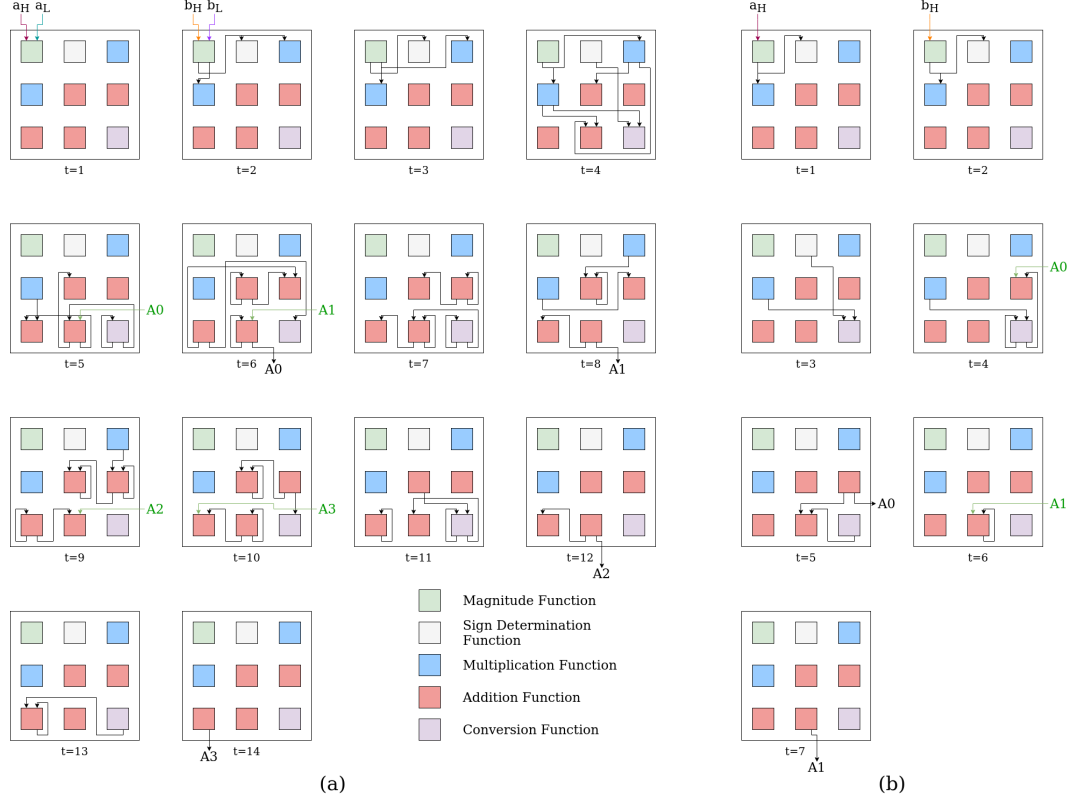 aH aL
bH bL
aH
bH
t=1
t=2
t=3
t=4
t=1
t=2
A0
A1
A0
t=5
t=6
t=7
t=8
t=3
t=4
A0
A1
A2
A3
A0
A1
t=9
t=10
t=11
t=12
t=5
t=6
A2
Magnitude Function
Sign Determination
Function
Multiplication Function
Addition Function
Conversion Function
t=13
t=14
t=7
A3
A1
(a)
(b)